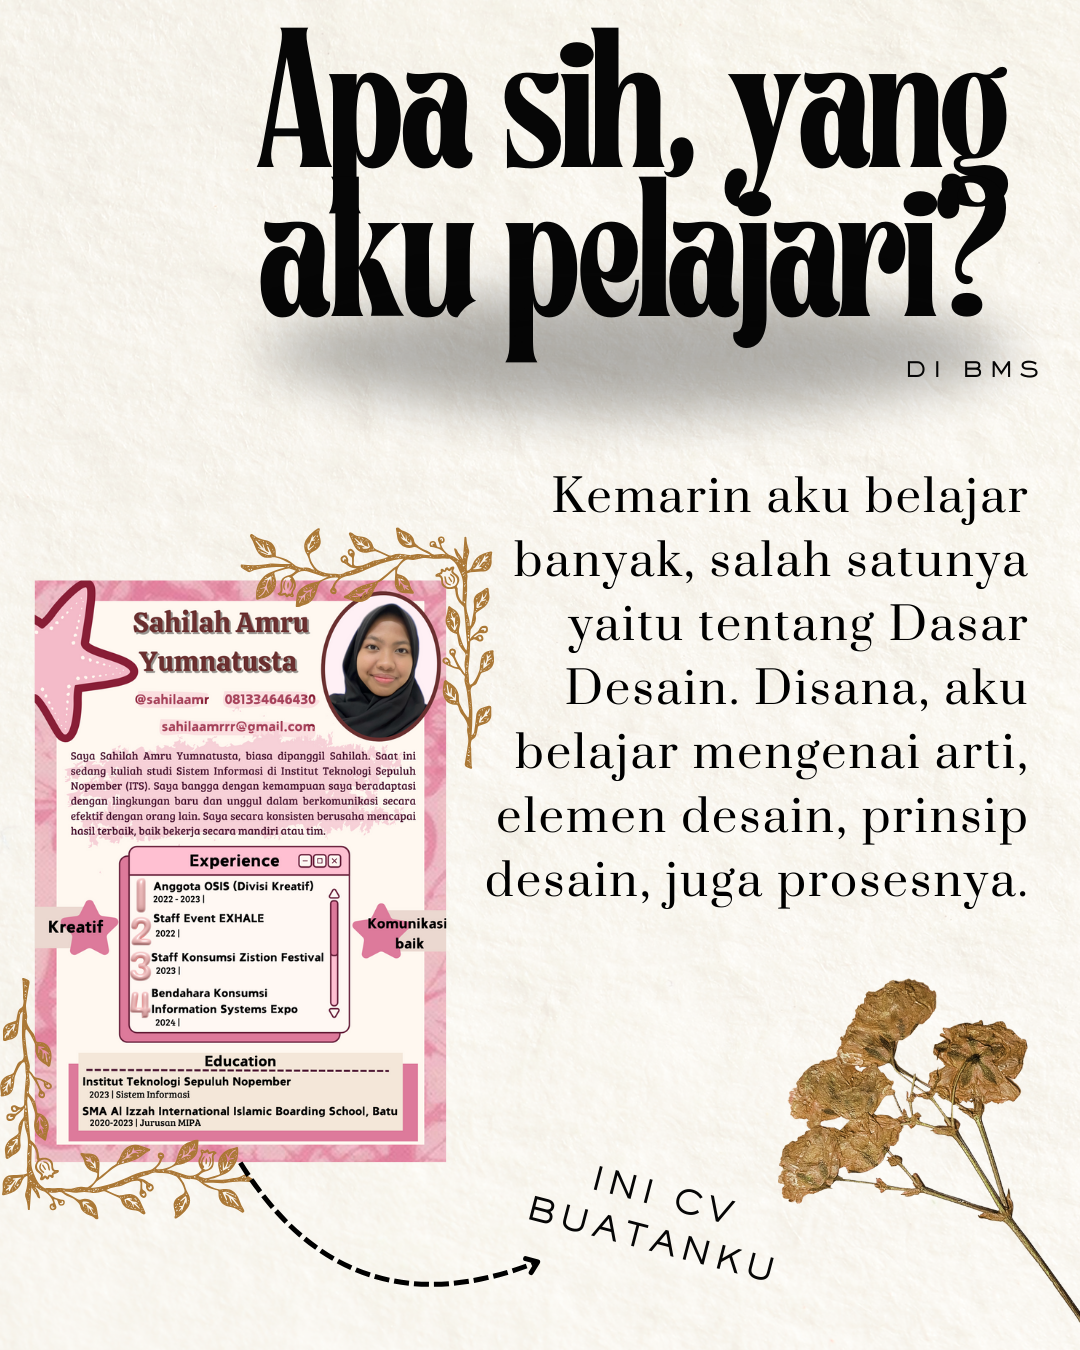 Apa sih, yang
aku pelajari?
DI BMS
Kemarin aku belajar
banyak, salah satunya
yaitu tentang Dasar
Desain. Disana, aku
belajar mengenai arti,
elemen desain, prinsip
desain, juga prosesnya.
Sahilah Amru
Yumnatusta
@sahilaamr 081334646430
sahilaamrrr@gmail.com
Saya Sahilah Amru Yumnatusta, biasa dipanggil Sahilah. Saat ini
sedang kuliah studi Sistem Informasi di Institut Teknologi Sepuluh
Nopember (ITS). Saya bangga dengan kemampuan saya beradaptasi
dengan lingkungan baru dan unggul dalam berkomunikasi secara
efektif dengan orang lain. Saya secara konsisten berusaha mencapai
hasil terbaik, baik bekerja secara mandiri atau tim.
Experience
1 Anggota OSIS (Divisi Kreatif)
2022 - 2023 |
2 Staff Event EXHALE
2022 |
3 Staff Konsumsi Zistion Festival
2023 |
4 Bendahara Konsumsi
Information Systems Expo
2024 |
Kreatif
Komunikasi
baik
Education
Institut Teknologi Sepuluh Nopember
2023 | Sistem Informasi
SMA Al Izzah International Islamic Boarding School, Batu
2020-2023 | Jurusan MIPA
INI CV
BUATANKU